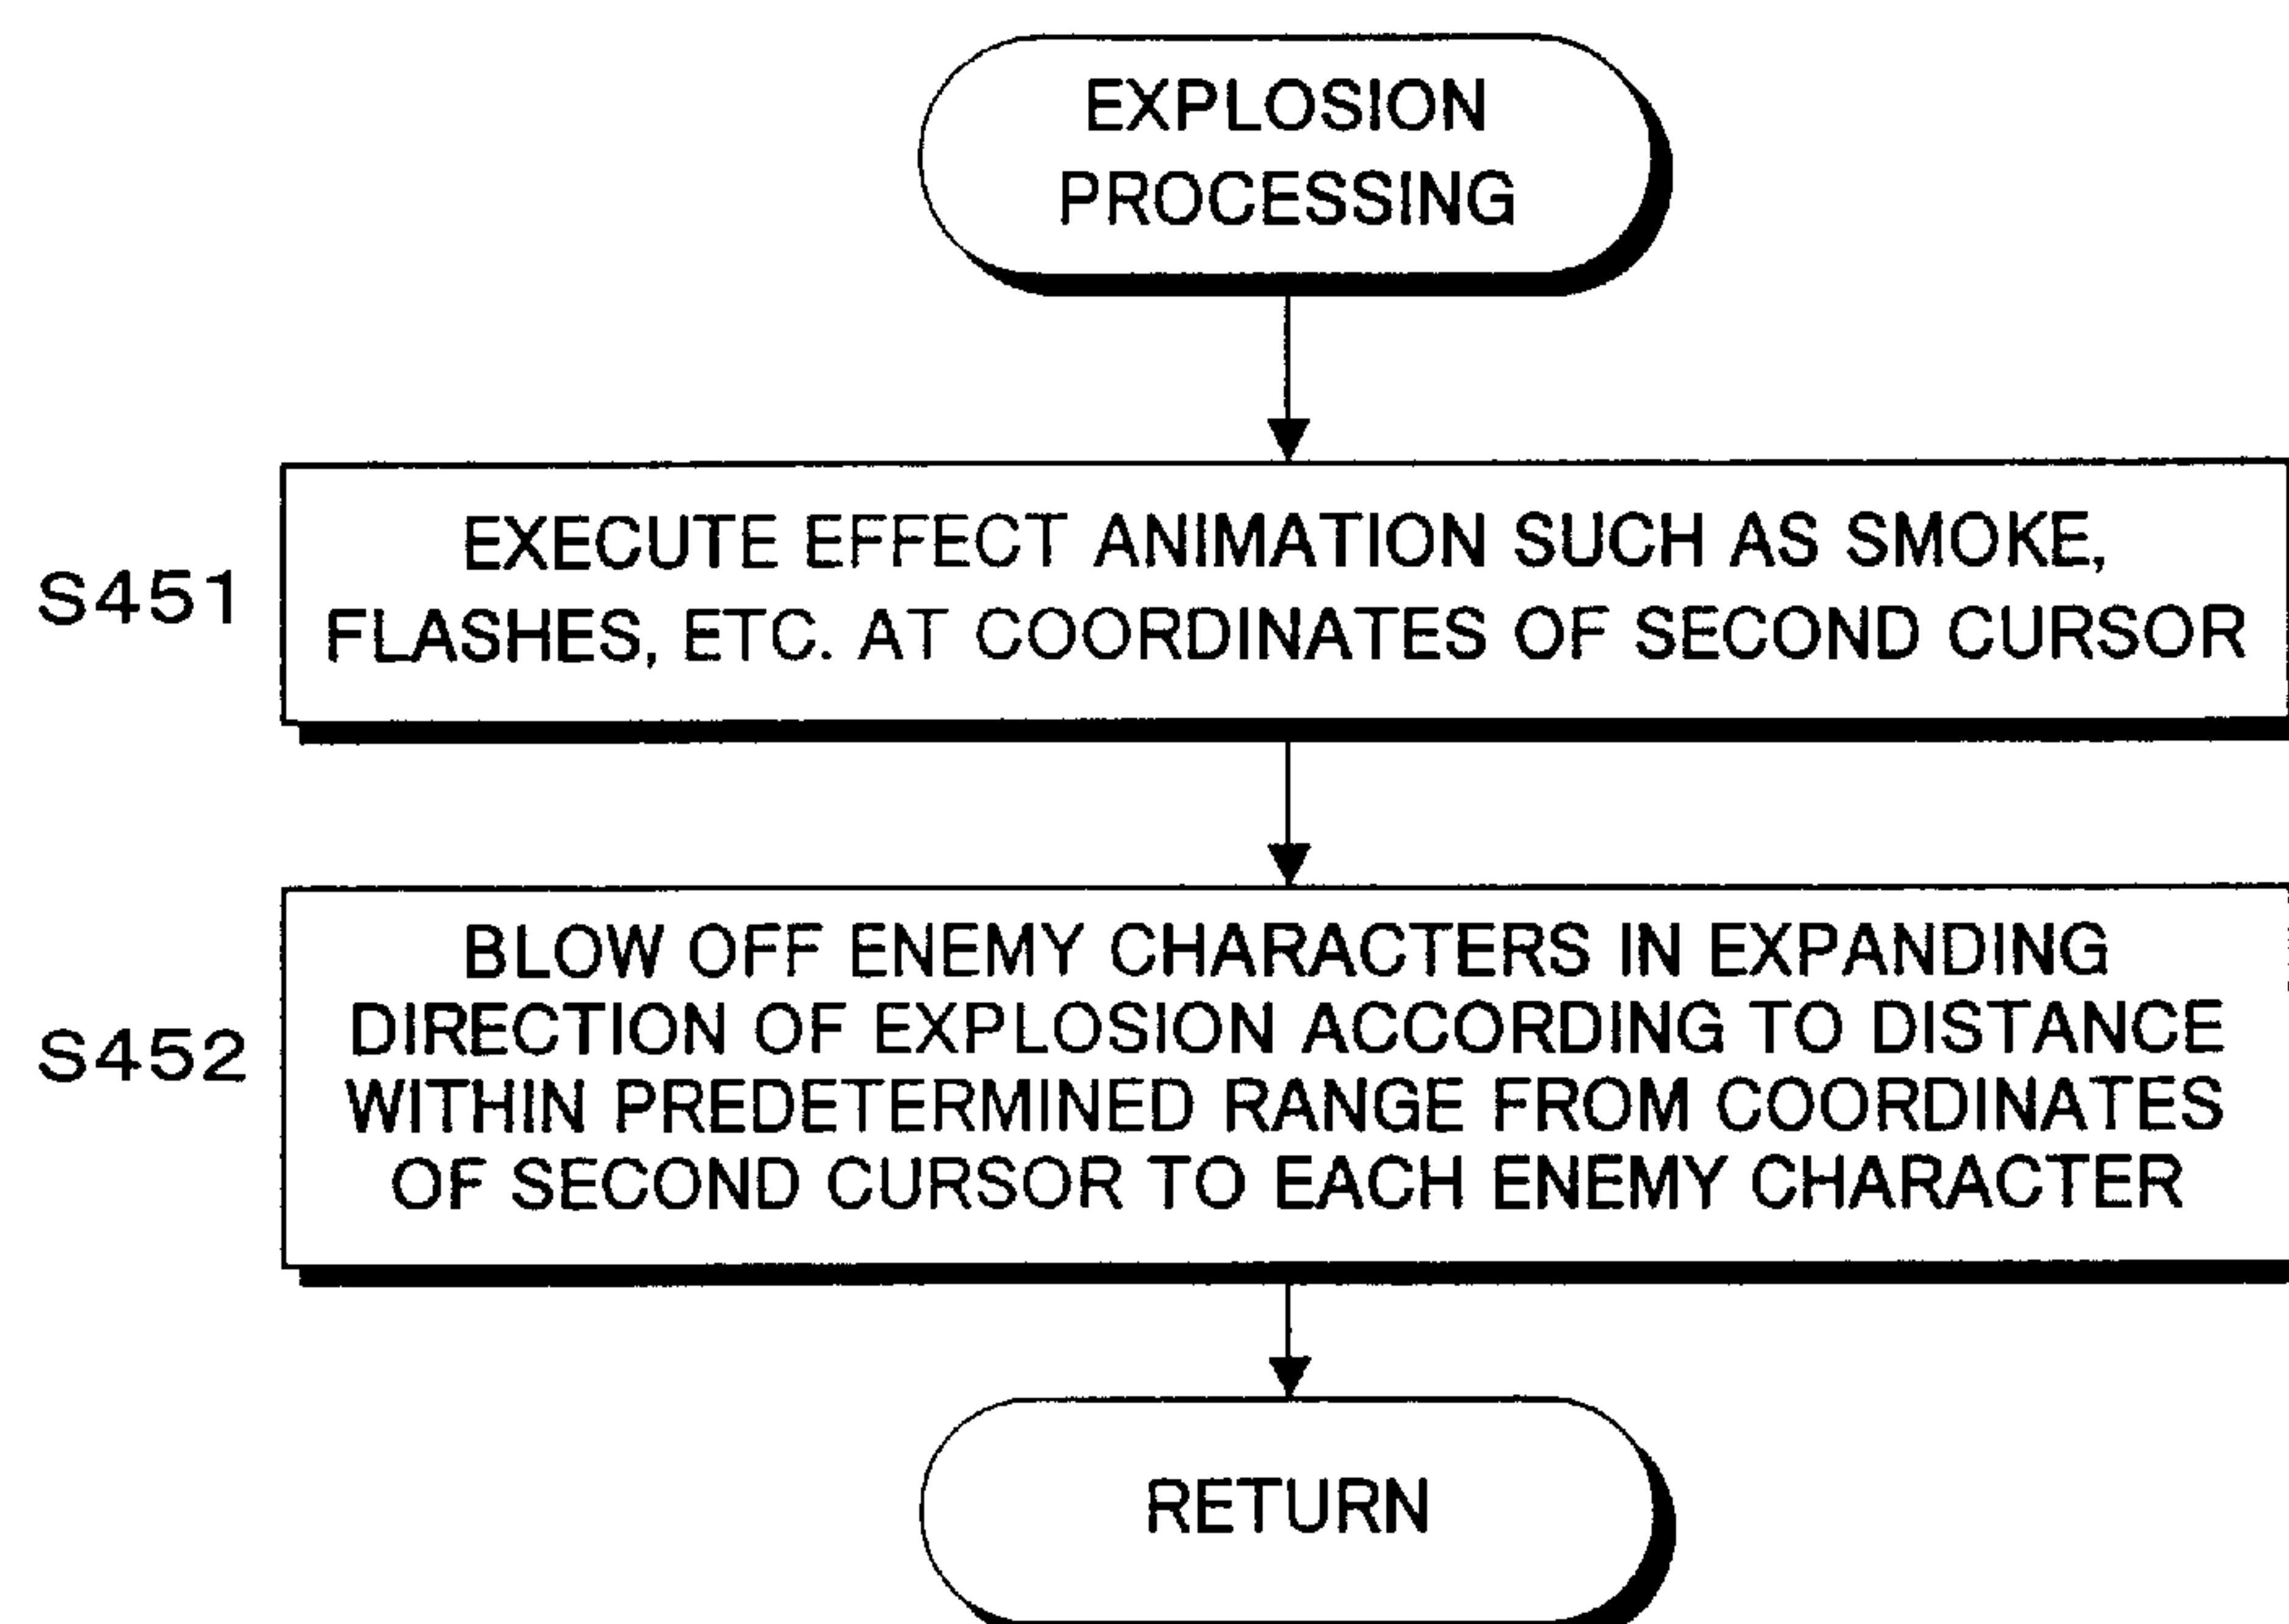 EXPLOSION
PROCESSING
S451
EXECUTE EFFECT ANIMATION SUCH AS SMOKE,
FLASHES, ETC. AT COORDINATES OF SECOND CURSOR
S452
BLOW OFF ENEMY CHARACTERS IN EXPANDING
DIRECTION OF EXPLOSION ACCORDING TO DISTANCE
WITHIN PREDETERMINED RANGE FROM COORDINATES
OF SECOND CURSOR TO EACH ENEMY CHARACTER
RETURN